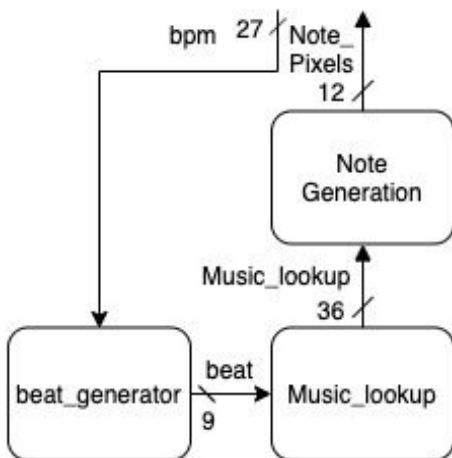 bpm
27
Note_
Pixels
12
Note
Generation
Music_lookup
36
beat_generator
beat
9
Music_lookup